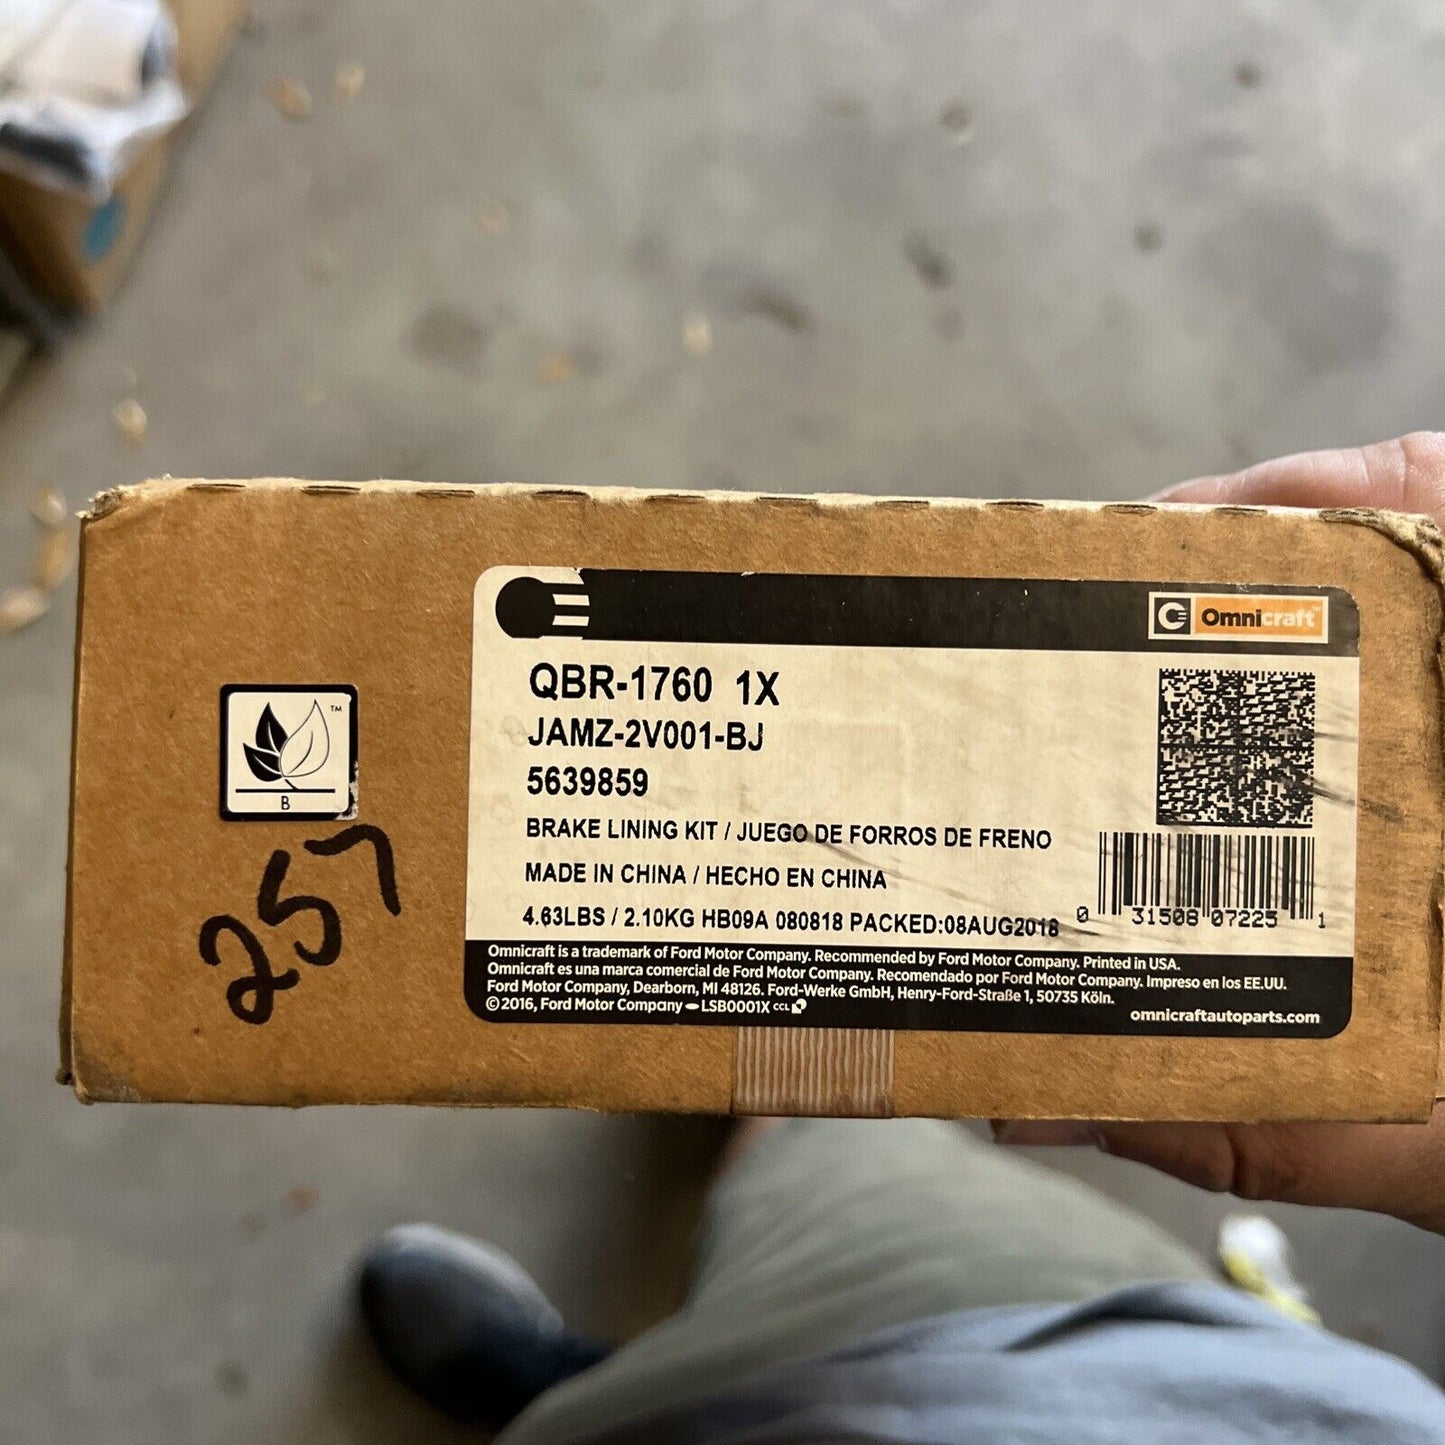 Omnicraft™
QBR-1760 1X
JAMZ-2V001-BJ
5639859
BRAKE LINING KIT / JUEGO DE FORROS DE FRENO
MADE IN CHINA / HECHO EN CHINA
4.63LBS / 2.10KG HB09A 080818 PACKED:08AUG2018
0 31508 07225 1
Omnicraft is a trademark of Ford Motor Company. Recommended by Ford Motor Company. Printed in USA.
Omnicraft es una marca comercial de Ford Motor Company. Recomendado por Ford Motor Company. Impreso en los EE.UU.
Ford Motor Company, Dearborn, MI 48126. Ford-Werke GmbH, Henry-Ford-Straße 1, 50735 Köln.
© 2016, Ford Motor Company LSB0001X CCL
omnicraftautoparts.com
TM
B
257